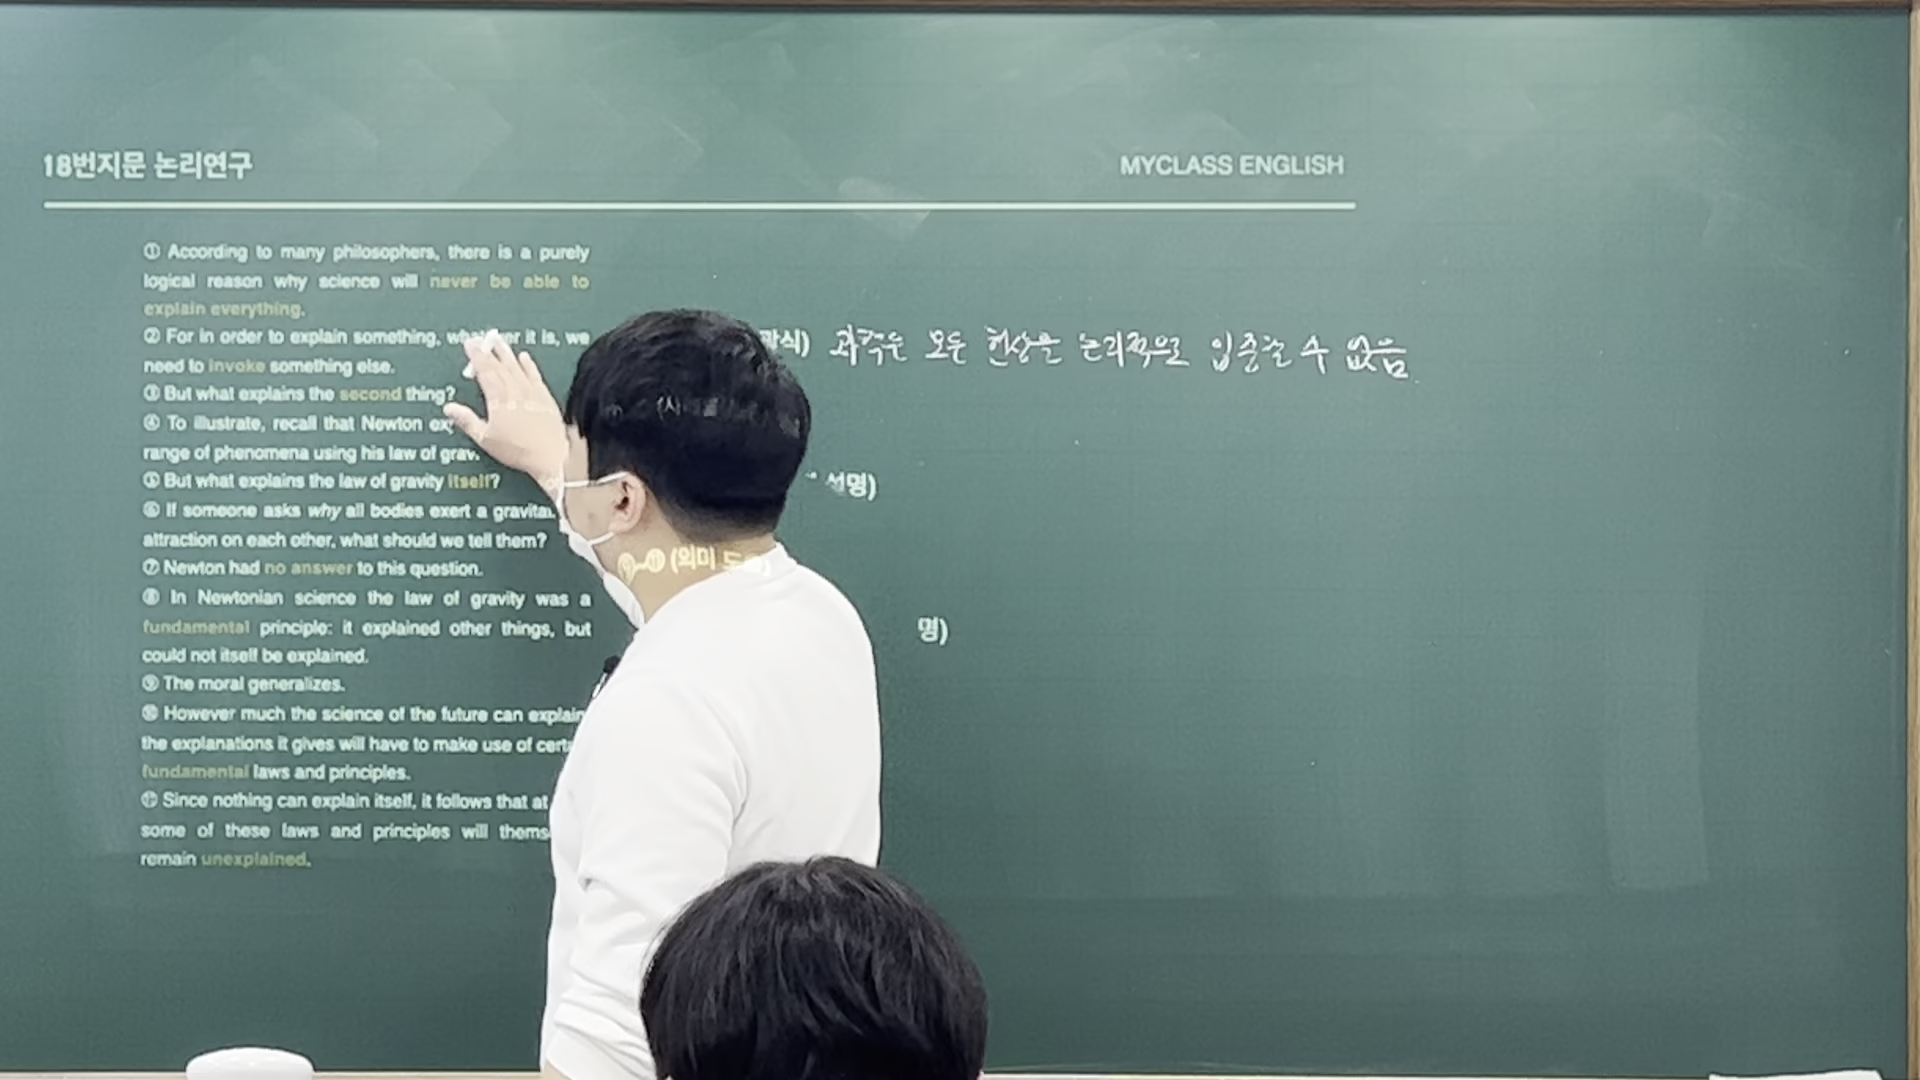 18번지문 논리연구
MYCLASS ENGLISH
① According to many philosophers, there is a purely
logical reason why science will never be able to
explain everything.
② For in order to explain something, it is, we
need to invoke something else.
③ But what explains the second thing?
④ To illustrate, recall that Newton
range of phenomena using his law of
⑤ But what explains the law of gravity itself?
⑥ If someone asks why all bodies exert a
attraction on each other, what should we tell them?
⑦ Newton had no answer to this question.
⑧ In Newtonian science the law of gravity was a
fundamental principle: it explained other things, but
could not itself be explained.
⑨ The moral generalizes.
⑩ However much the science of the future can explain
the explanations it gives will have to make use of
fundamental laws and principles.
⑪ Since nothing can explain itself, it follows that at
some of these laws and principles will
remain unexplained.
과학은 모든 현상을 논리적으로 입증할 수 없음
설명)
(의미
명)